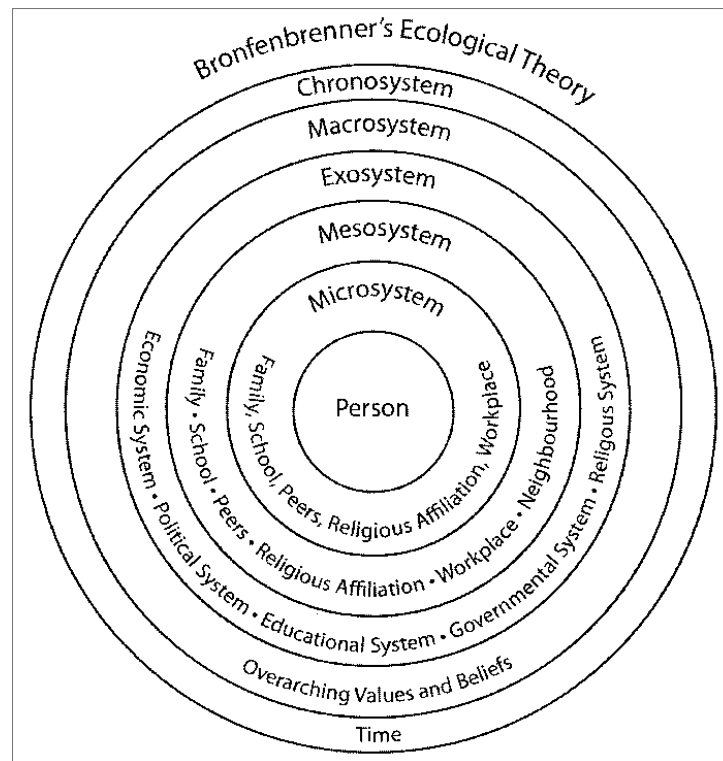 Bronfenbrenner's Ecological Theory
Chronosystem
Macrosystem
Exosystem
Mesosystem
Microsystem
Person
Family, School, Peers, Religious Affiliation, Workplace
Family • School • Peers • Religious Affiliation • Workplace • Neighbourhood
Economic System • Political System • Educational System • Governmental System • Religous System
Overarching Values and Beliefs
Time